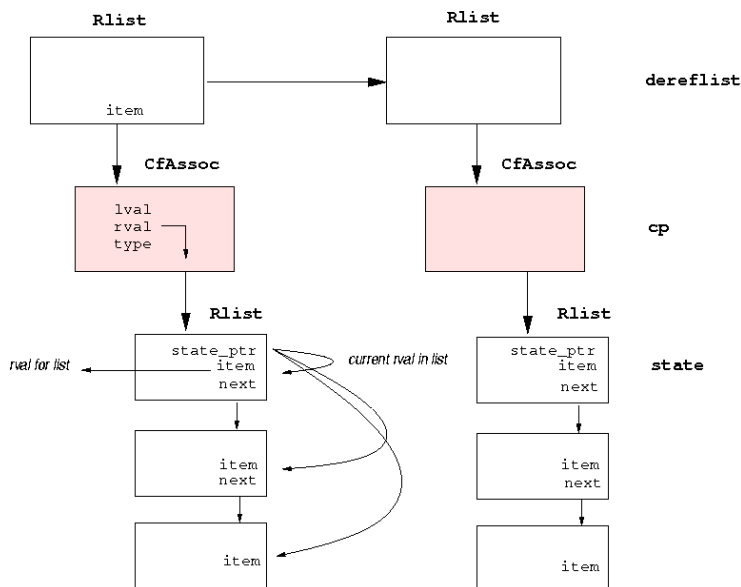 Rlist
Rlist
item
dereflist
CfAssoc
CfAssoc
lval
rval
type
cp
Rlist
Rlist
rval for list
state_ptr
item
next
current rval in list
state_ptr
item
next
state
item
next
item
next
item
item